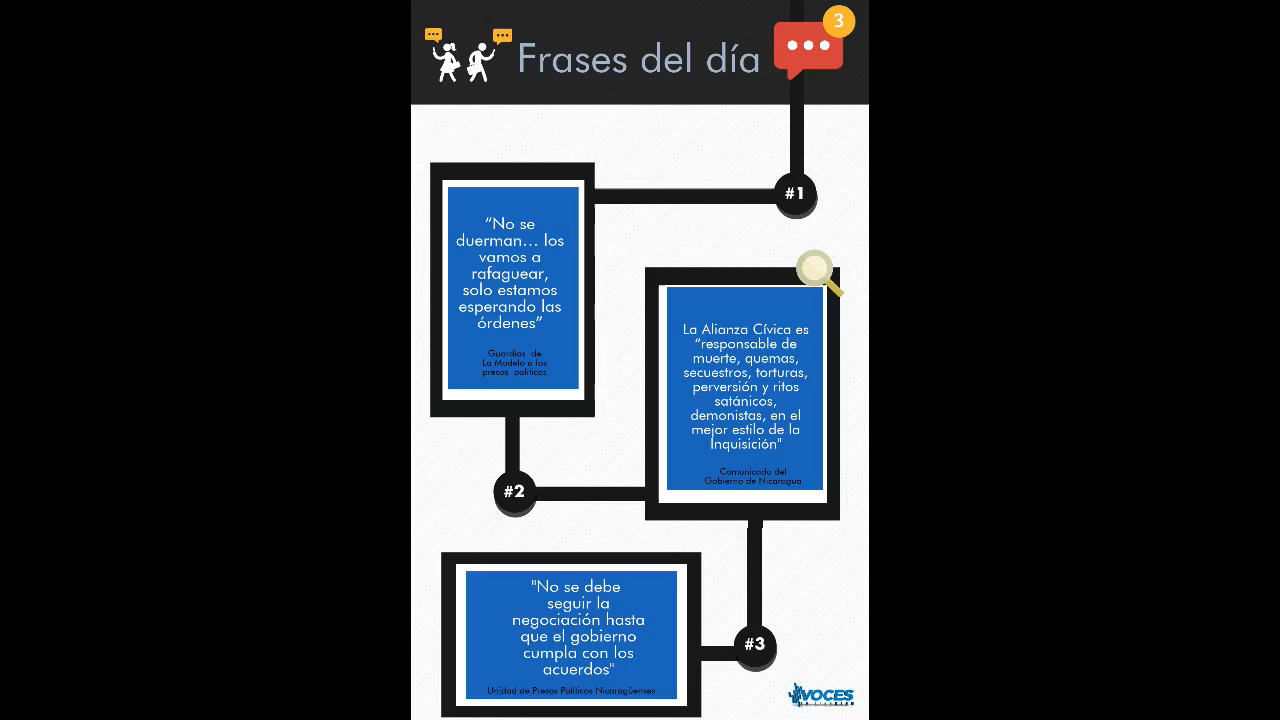 Frases del día
3
#1
“No se
duerman... los
vamos a
rafaguear,
solo estamos
esperando las
órdenes”
Guardias de
La Modelo a los
presos políticos
La Alianza Cívica es
“responsable de
muerte, quemas,
secuestros, torturas,
perversión y ritos
satánicos,
demonistas, en el
mejor estilo de la
Inquisición"
Comunicado del
Gobierno de Nicaragua
#2
"No se debe
seguir la
negociación hasta
que el gobierno
cumpla con los
acuerdos"
Unidad de Presos Políticos Nicaragüenses
#3
VOCES